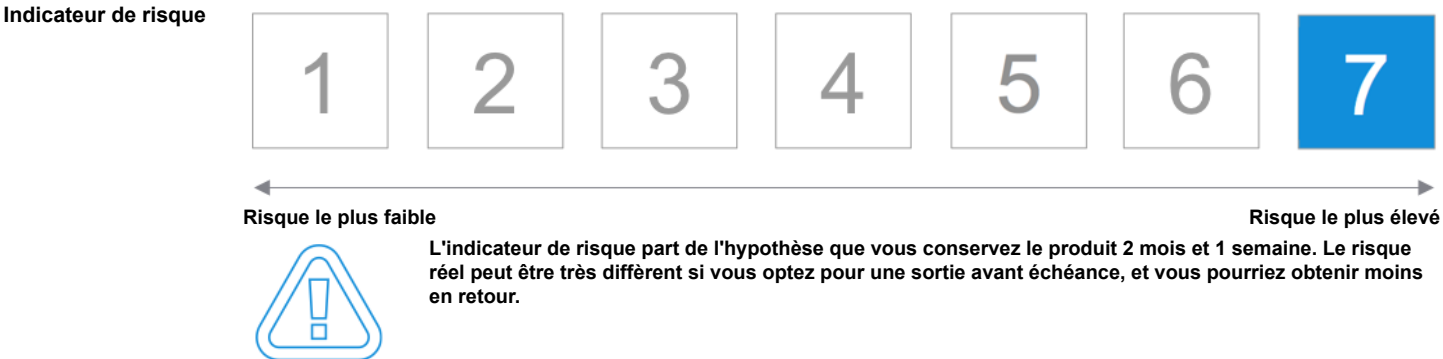 Indicateur de risque
1 2 3 4 5 6 7
Risque le plus faible
Risque le plus élevé
L'indicateur de risque part de l'hypothèse que vous conservez le produit 2 mois et 1 semaine. Le risque
réel peut être très diffèrent si vous optez pour une sortie avant échéance, et vous pourriez obtenir moins
en retour.